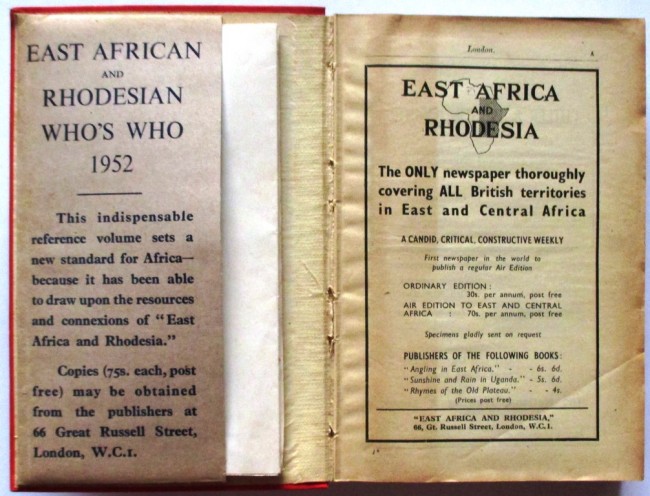 EAST AFRICAN
AND
RHODESIAN
WHO'S WHO
1952
This indispensable
reference volume sets a
new standard for Africa—
because it has been able
to draw upon the resources
and connexions of "East
Africa and Rhodesia."
Copies (75s. each, post
free) may be obtained
from the publishers at
66 Great Russell Street,
London, W.C.1.
London.
EAST AFRICA
AND
RHODESIA
The ONLY newspaper thoroughly
covering ALL British territories
in East and Central Africa
A CANDID, CRITICAL, CONSTRUCTIVE WEEKLY
First newspaper in the world to
publish a regular Air Edition
ORDINARY EDITION :
30s. per annum, post free
AIR EDITION TO EAST AND CENTRAL
AFRICA : 70s. per annum, post free
Specimens gladly sent on request
PUBLISHERS OF THE FOLLOWING BOOKS:
"Angling in East Africa." - - 6s. 6d.
"Sunshine and Rain in Uganda." - 5s. 6d.
"Rhymes of the Old Plateau." - - 4s.
(Prices post free)
"EAST AFRICA AND RHODESIA,"
66, Gt. Russell Street, London, W.C.1.